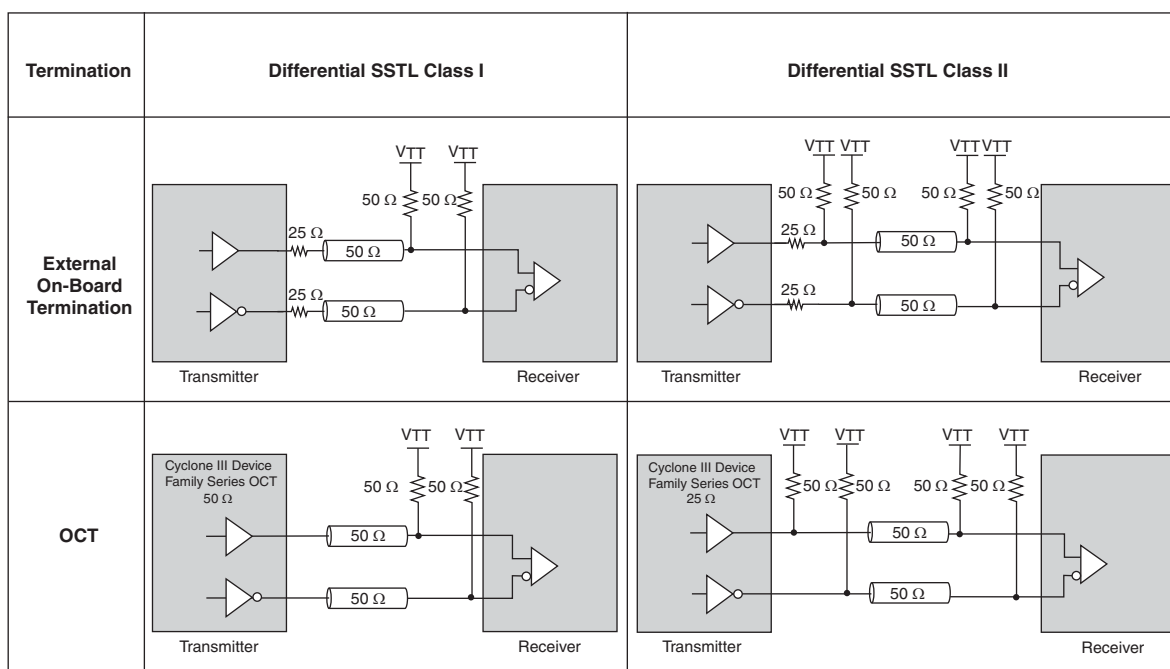 Termination
Differential SSTL Class I
Differential SSTL Class II
External
On-Board
Termination
VTT VTT
50 Ω 50 Ω
25 Ω
50 Ω
25 Ω
50 Ω
Transmitter
Receiver
VTT VTT
VTT VTT
50 Ω 50 Ω
50 Ω 50 Ω
25 Ω
50 Ω
25 Ω
50 Ω
Transmitter
Receiver
OCT
Cyclone III Device
Family Series OCT
50 Ω
VTT VTT
50 Ω 50 Ω
50 Ω
50 Ω
Transmitter
Receiver
Cyclone III Device
Family Series OCT
25 Ω
VTT VTT
VTT VTT
50 Ω 50 Ω
50 Ω 50 Ω
50 Ω
50 Ω
Transmitter
Receiver